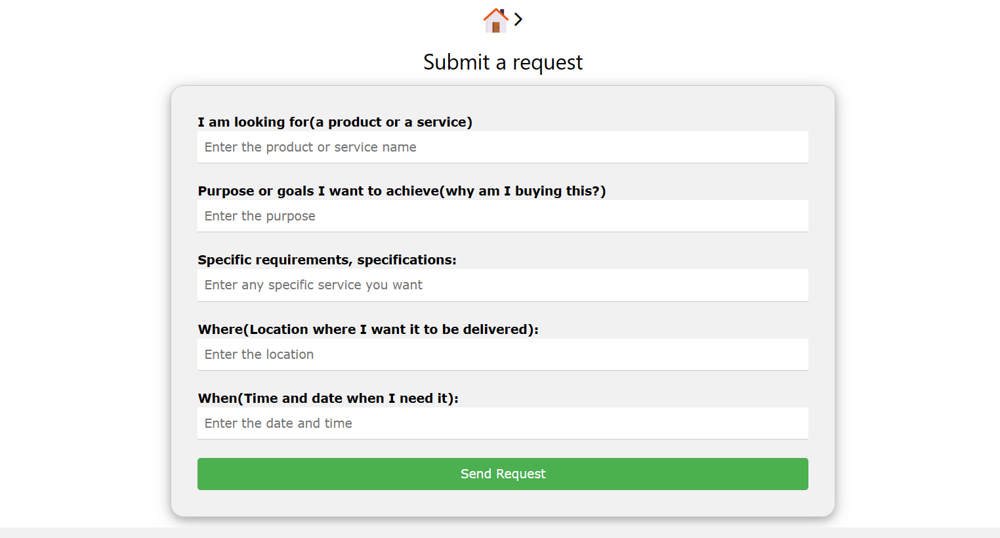 Submit a request
I am looking for(a product or a service)
Enter the product or service name
Purpose or goals I want to achieve(why am I buying this?)
Enter the purpose
Specific requirements, specifications:
Enter any specific service you want
Where(Location where I want it to be delivered):
Enter the location
When(Time and date when I need it):
Enter the date and time
Send Request